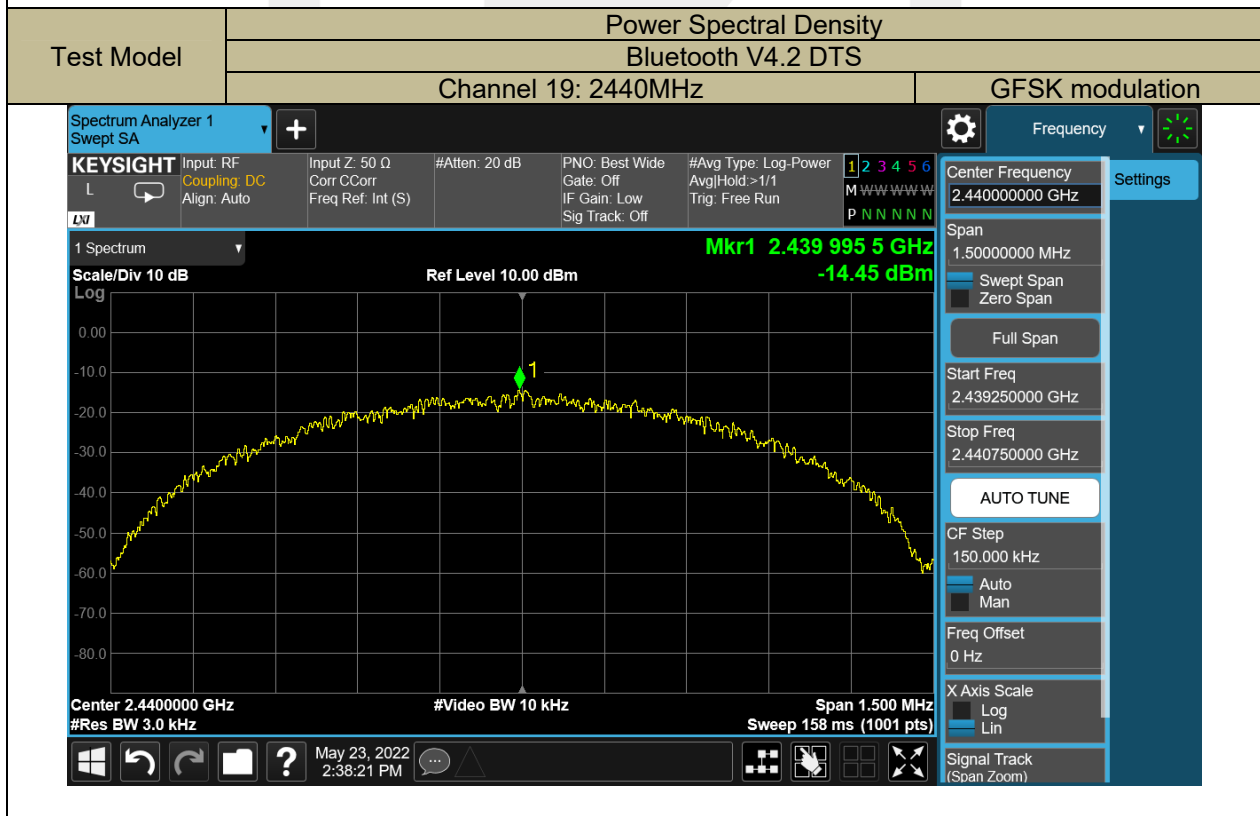 Test Model
Power Spectral Density
Bluetooth V4.2 DTS
Channel 19: 2440MHz
GFSK modulation
Spectrum Analyzer 1
Swept SA
Frequency
KEYSIGHT
L
LXI
Input: RF
Coupling: DC
Align: Auto
Input Z: 50 Ω
Corr CCorr
Freq Ref: Int (S)
#Atten: 20 dB
PNO: Best Wide
Gate: Off
IF Gain: Low
Sig Track: Off
#Avg Type: Log-Power
Avg|Hold:>1/1
Trig: Free Run
1 2 3 4 5 6
M W W W W W
P N N N N N
1 Spectrum
Mkr1 2.439 995 5 GHz
Scale/Div 10 dB
Ref Level 10.00 dBm
-14.45 dBm
Log
0.00
-10.0
1
-20.0
-30.0
-40.0
-50.0
-60.0
-70.0
-80.0
Center 2.4400000 GHz
#Video BW 10 kHz
Span 1.500 MHz
#Res BW 3.0 kHz
Sweep 158 ms (1001 pts)
May 23, 2022
2:38:21 PM
Center Frequency
2.440000000 GHz
Settings
Span
1.50000000 MHz
Swept Span
Zero Span
Full Span
Start Freq
2.439250000 GHz
Stop Freq
2.440750000 GHz
AUTO TUNE
CF Step
150.000 kHz
Auto
Man
Freq Offset
0 Hz
X Axis Scale
Log
Lin
Signal Track
(Span Zoom)